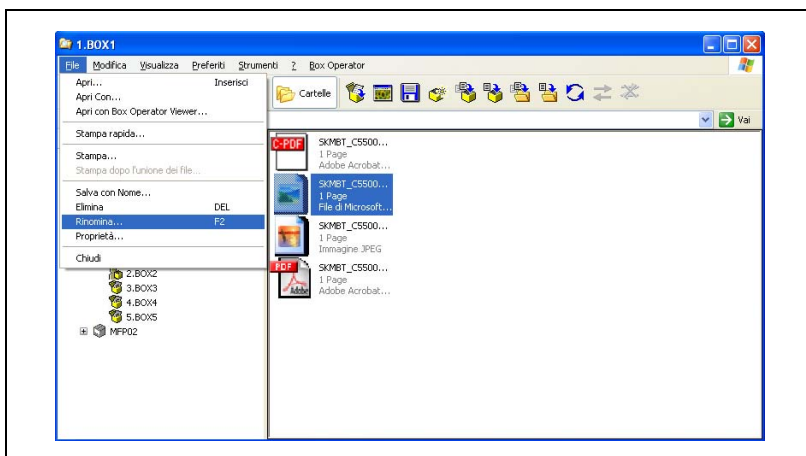 1.BOX1
File Modifica Visualizza Preferiti Strumenti ? Box Operator
Apri... Inserisci
Apri Con...
Apri con Box Operator Viewer...
Stampa rapida...
Stampa...
Stampa dopo l'unione dei file...
Salva con Nome...
Elimina DEL
Rinomina... F2
Proprietà...
Chiudi
Cartelle
Vai
2.BOX2
3.BOX3
4.BOX4
5.BOX5
MFP02
C-PDF
SKMBT_C5500...
1 Page
Adobe Acrobat...
SKMBT_C5500...
1 Page
File di Microsoft...
SKMBT_C5500...
1 Page
Immagine JPEG
PDF
Adobe
SKMBT_C5500...
1 Page
Adobe Acrobat...